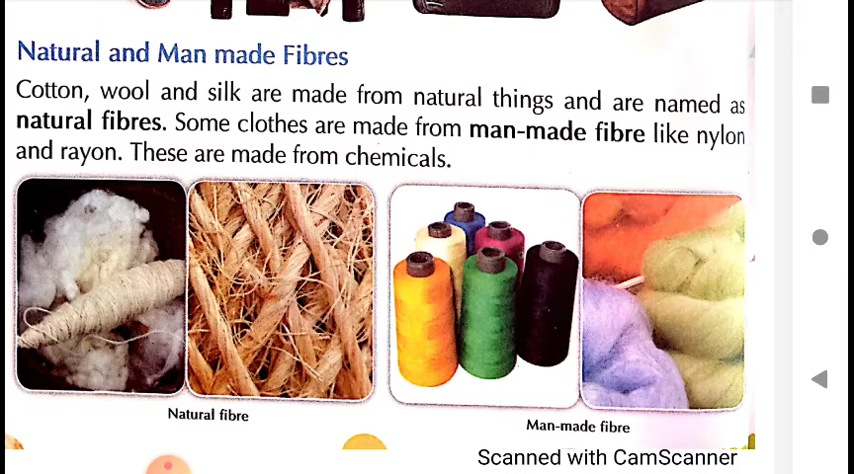 Natural and Man made Fibres
Cotton, wool and silk are made from natural things and are named as
natural fibres. Some clothes are made from man-made fibre like nylon
and rayon. These are made from chemicals.
Natural fibre
Man-made fibre
Scanned with CamScanner